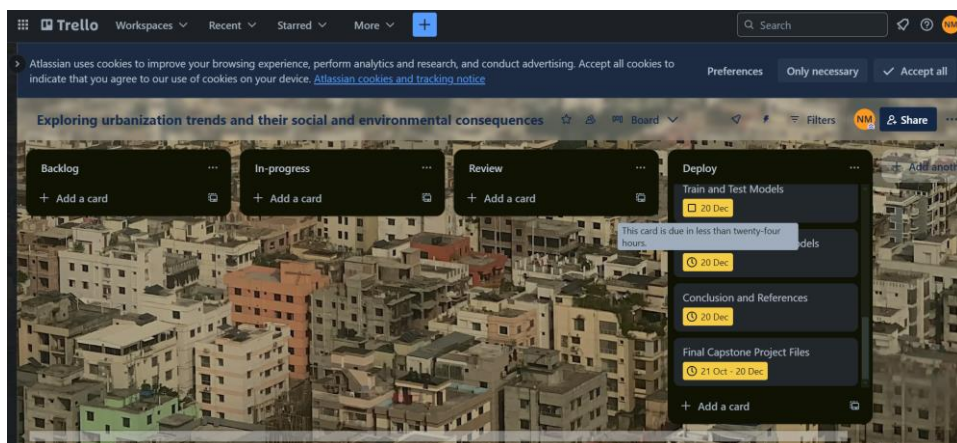 Trello Workspaces Recent Starred More + Search NM
Atlassian uses cookies to improve your browsing experience, perform analytics and research, and conduct advertising. Accept all cookies to
indicate that you agree to our use of cookies on your device. Atlassian cookies and tracking notice
Preferences Only necessary Accept all
Exploring urbanization trends and their social and environmental consequences Board Filters NM Share
Backlog
+ Add a card
In-progress
+ Add a card
Review
+ Add a card
Deploy
Train and Test Models
20 Dec
This card is due in less than twenty-four
hours.
20 Dec
Conclusion and References
20 Dec
Final Capstone Project Files
21 Oct - 20 Dec
+ Add a card
+ Add